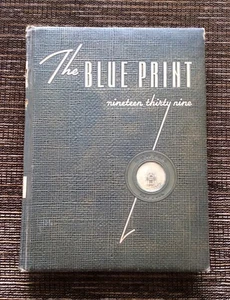 The BLUE PRINT
nineteen thirty nine